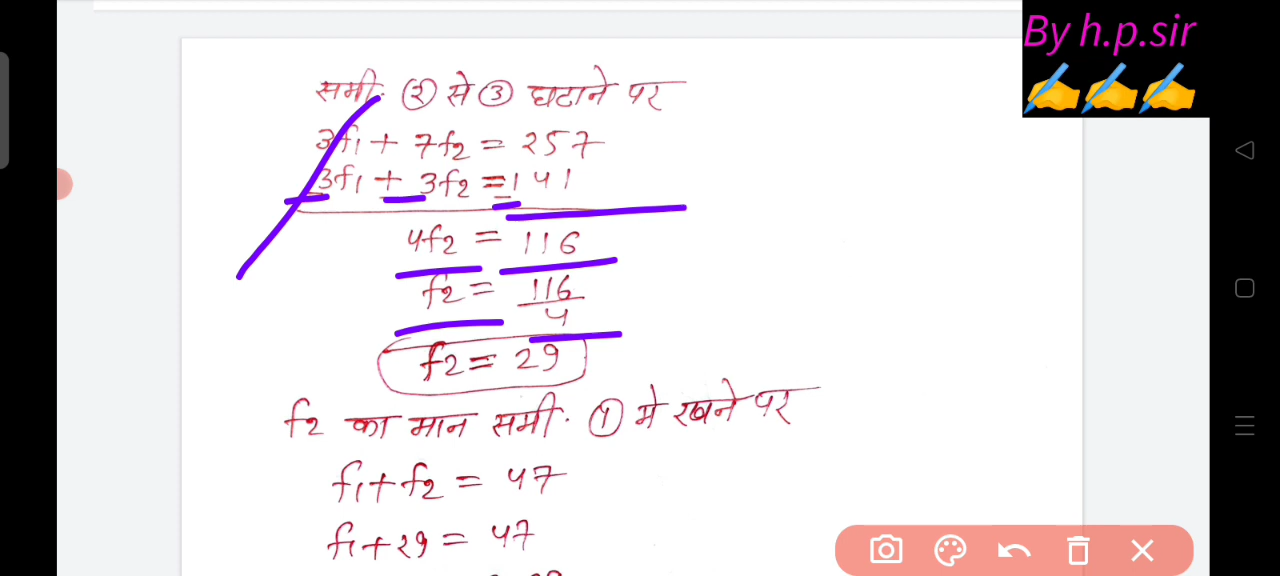 By h.p.sir
समी. ② से ③ घटाने पर
3f1 + 7f2 = 257
3f1 + 3f2 = 141
4f2 = 116
f2 = 116/4
f2 = 29
f2 का मान समी. ① मे रखने पर
f1 + f2 = 47
f1 + 29 = 47